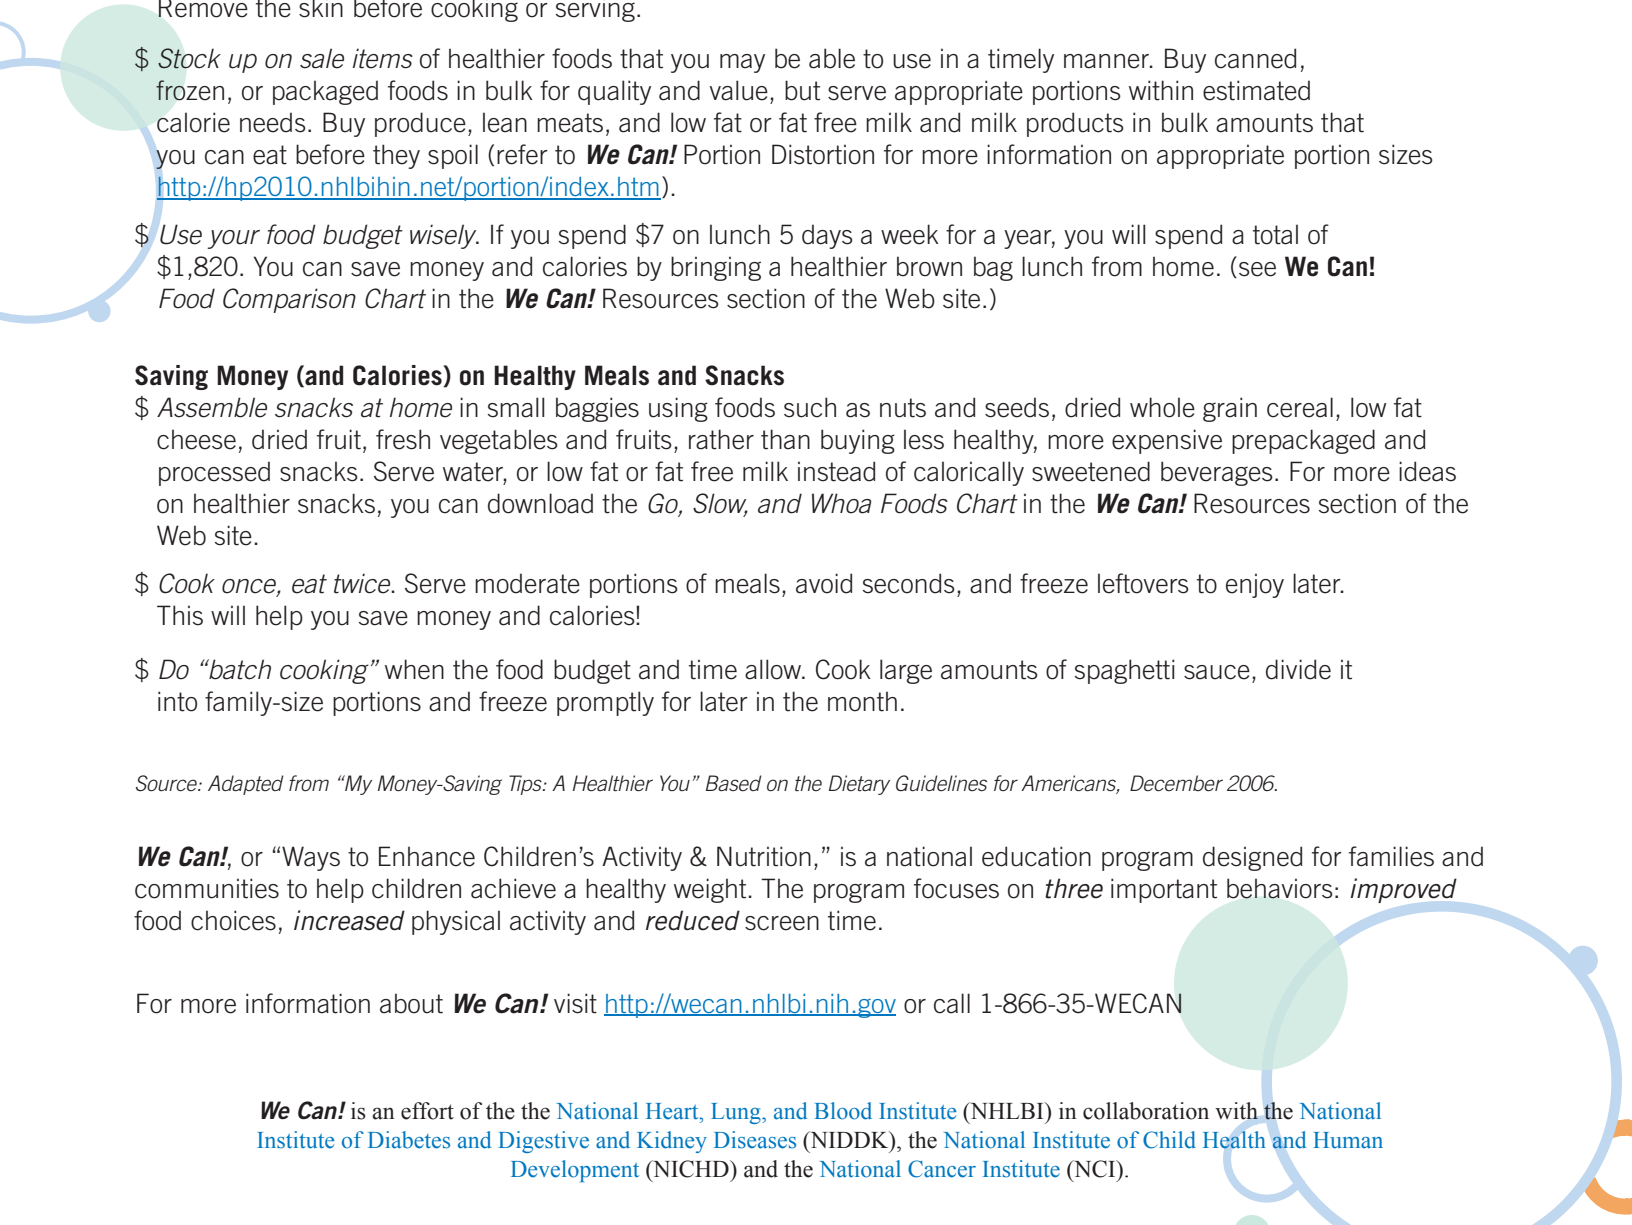 Remove the skin before cooking or serving.
$ Stock up on sale items of healthier foods that you may be able to use in a timely manner. Buy canned,
frozen, or packaged foods in bulk for quality and value, but serve appropriate portions within estimated
calorie needs. Buy produce, lean meats, and low fat or fat free milk and milk products in bulk amounts that
you can eat before they spoil (refer to We Can! Portion Distortion for more information on appropriate portion sizes
http://hp2010.nhlbihin.net/portion/index.htm).
$ Use your food budget wisely. If you spend $7 on lunch 5 days a week for a year, you will spend a total of
$1,820. You can save money and calories by bringing a healthier brown bag lunch from home. (see We Can!
Food Comparison Chart in the We Can! Resources section of the Web site.)
Saving Money (and Calories) on Healthy Meals and Snacks
$ Assemble snacks at home in small baggies using foods such as nuts and seeds, dried whole grain cereal, low fat
cheese, dried fruit, fresh vegetables and fruits, rather than buying less healthy, more expensive prepackaged and
processed snacks. Serve water, or low fat or fat free milk instead of calorically sweetened beverages. For more ideas
on healthier snacks, you can download the Go, Slow, and Whoa Foods Chart in the We Can! Resources section of the
Web site.
$ Cook once, eat twice. Serve moderate portions of meals, avoid seconds, and freeze leftovers to enjoy later.
This will help you save money and calories!
$ Do “batch cooking” when the food budget and time allow. Cook large amounts of spaghetti sauce, divide it
into family-size portions and freeze promptly for later in the month.
Source: Adapted from “My Money-Saving Tips: A Healthier You” Based on the Dietary Guidelines for Americans, December 2006.
We Can!, or “Ways to Enhance Children’s Activity & Nutrition,” is a national education program designed for families and
communities to help children achieve a healthy weight. The program focuses on three important behaviors: improved
food choices, increased physical activity and reduced screen time.
For more information about We Can! visit http://wecan.nhlbi.nih.gov or call 1-866-35-WECAN
We Can! is an effort of the the National Heart, Lung, and Blood Institute (NHLBI) in collaboration with the National
Institute of Diabetes and Digestive and Kidney Diseases (NIDDK), the National Institute of Child Health and Human
Development (NICHD) and the National Cancer Institute (NCI).